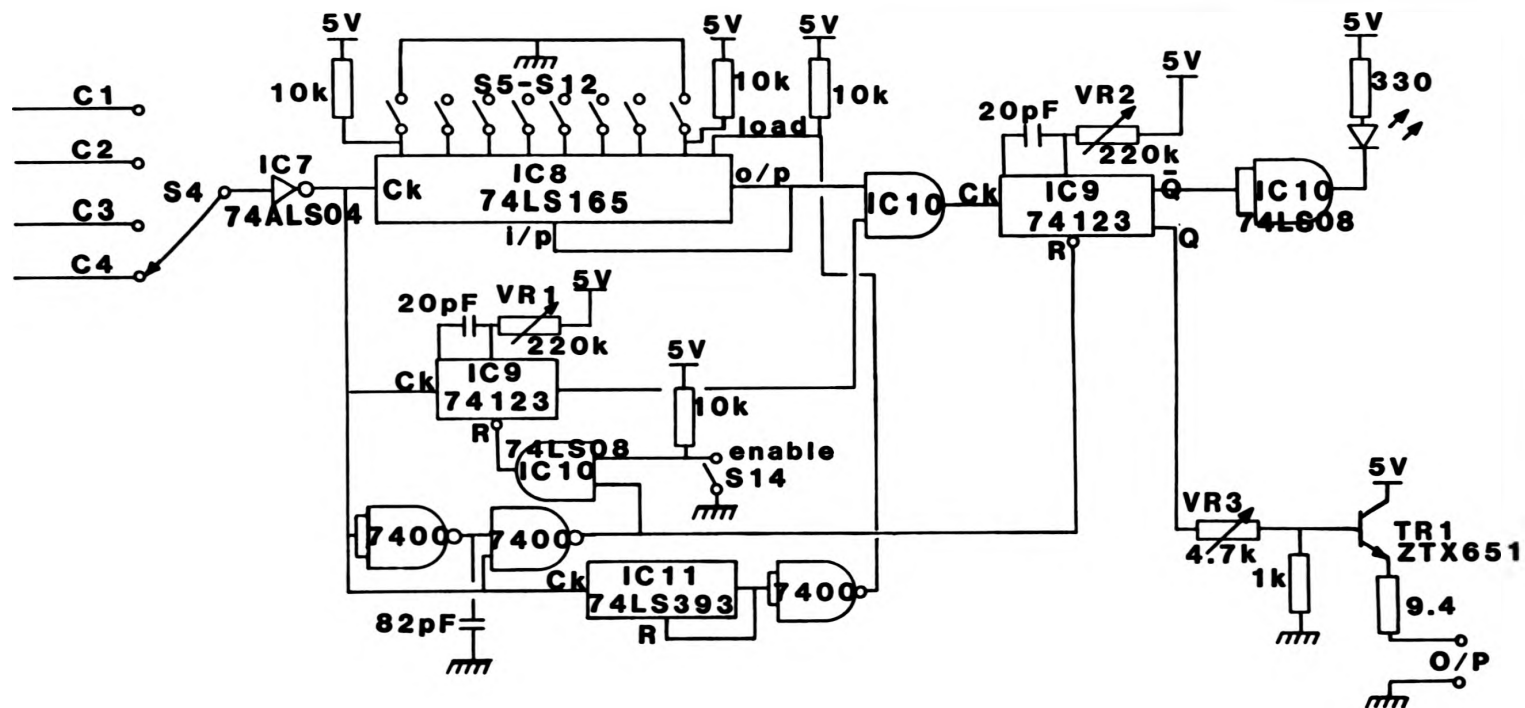 5V
5V
5V
5V
C1
10k
S5-S12
10k
10k
5V
330
20pF
VR2
load
220k
C2
IC7
IC8
o/p
Ck
IC9
Q̅
IC10
S4
Ck
74LS165
IC10
74123
74ALS04
74LS08
C3
i/p
R
Q
C4
20pF
VR1
5V
220k
5V
Ck
IC9
74123
10k
R
74LS08
enable
IC10
S14
5V
VR3
7400
7400
TR1
4.7k
ZTX651
Ck
IC11
1k
7400
74LS393
9.4
82pF
R
O/P